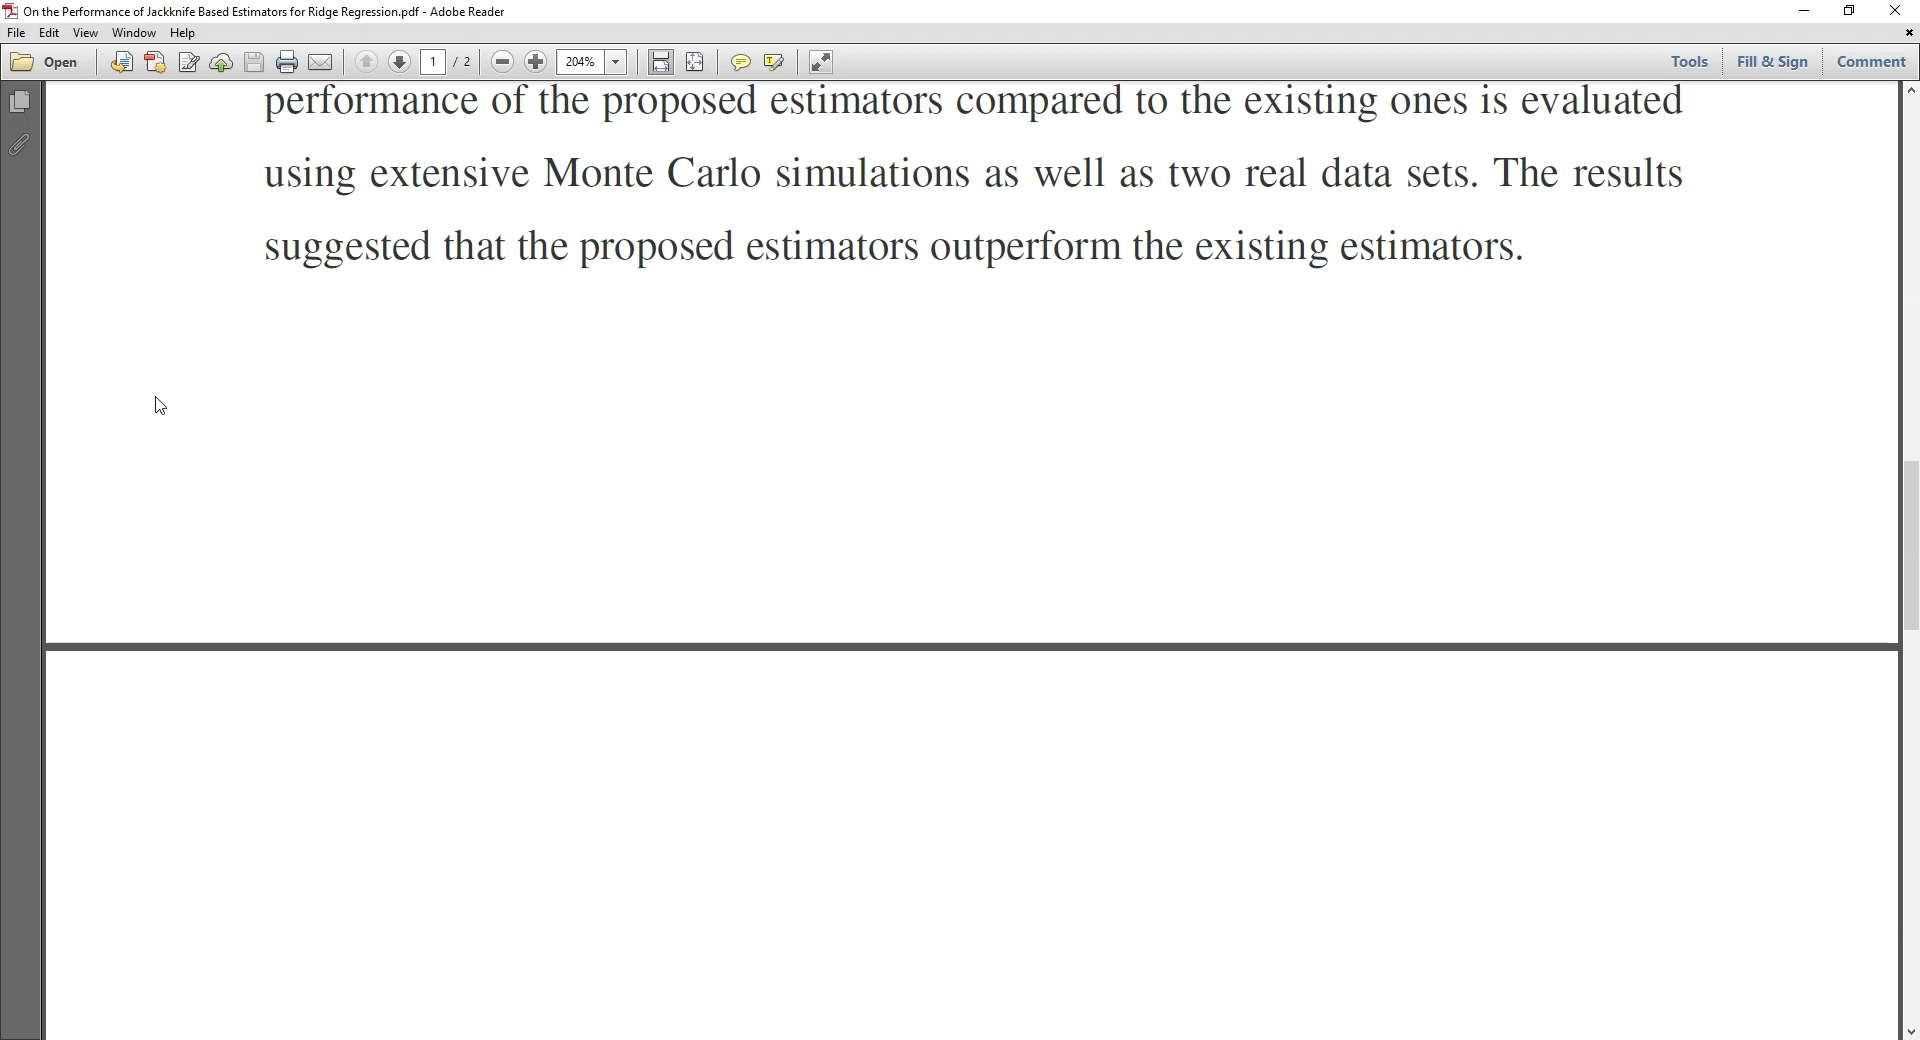 On the Performance of Jackknife Based Estimators for Ridge Regression.pdf - Adobe Reader
File Edit View Window Help
Open 1 / 2 204% Tools Fill & Sign Comment
performance of the proposed estimators compared to the existing ones is evaluated
using extensive Monte Carlo simulations as well as two real data sets. The results
suggested that the proposed estimators outperform the existing estimators.